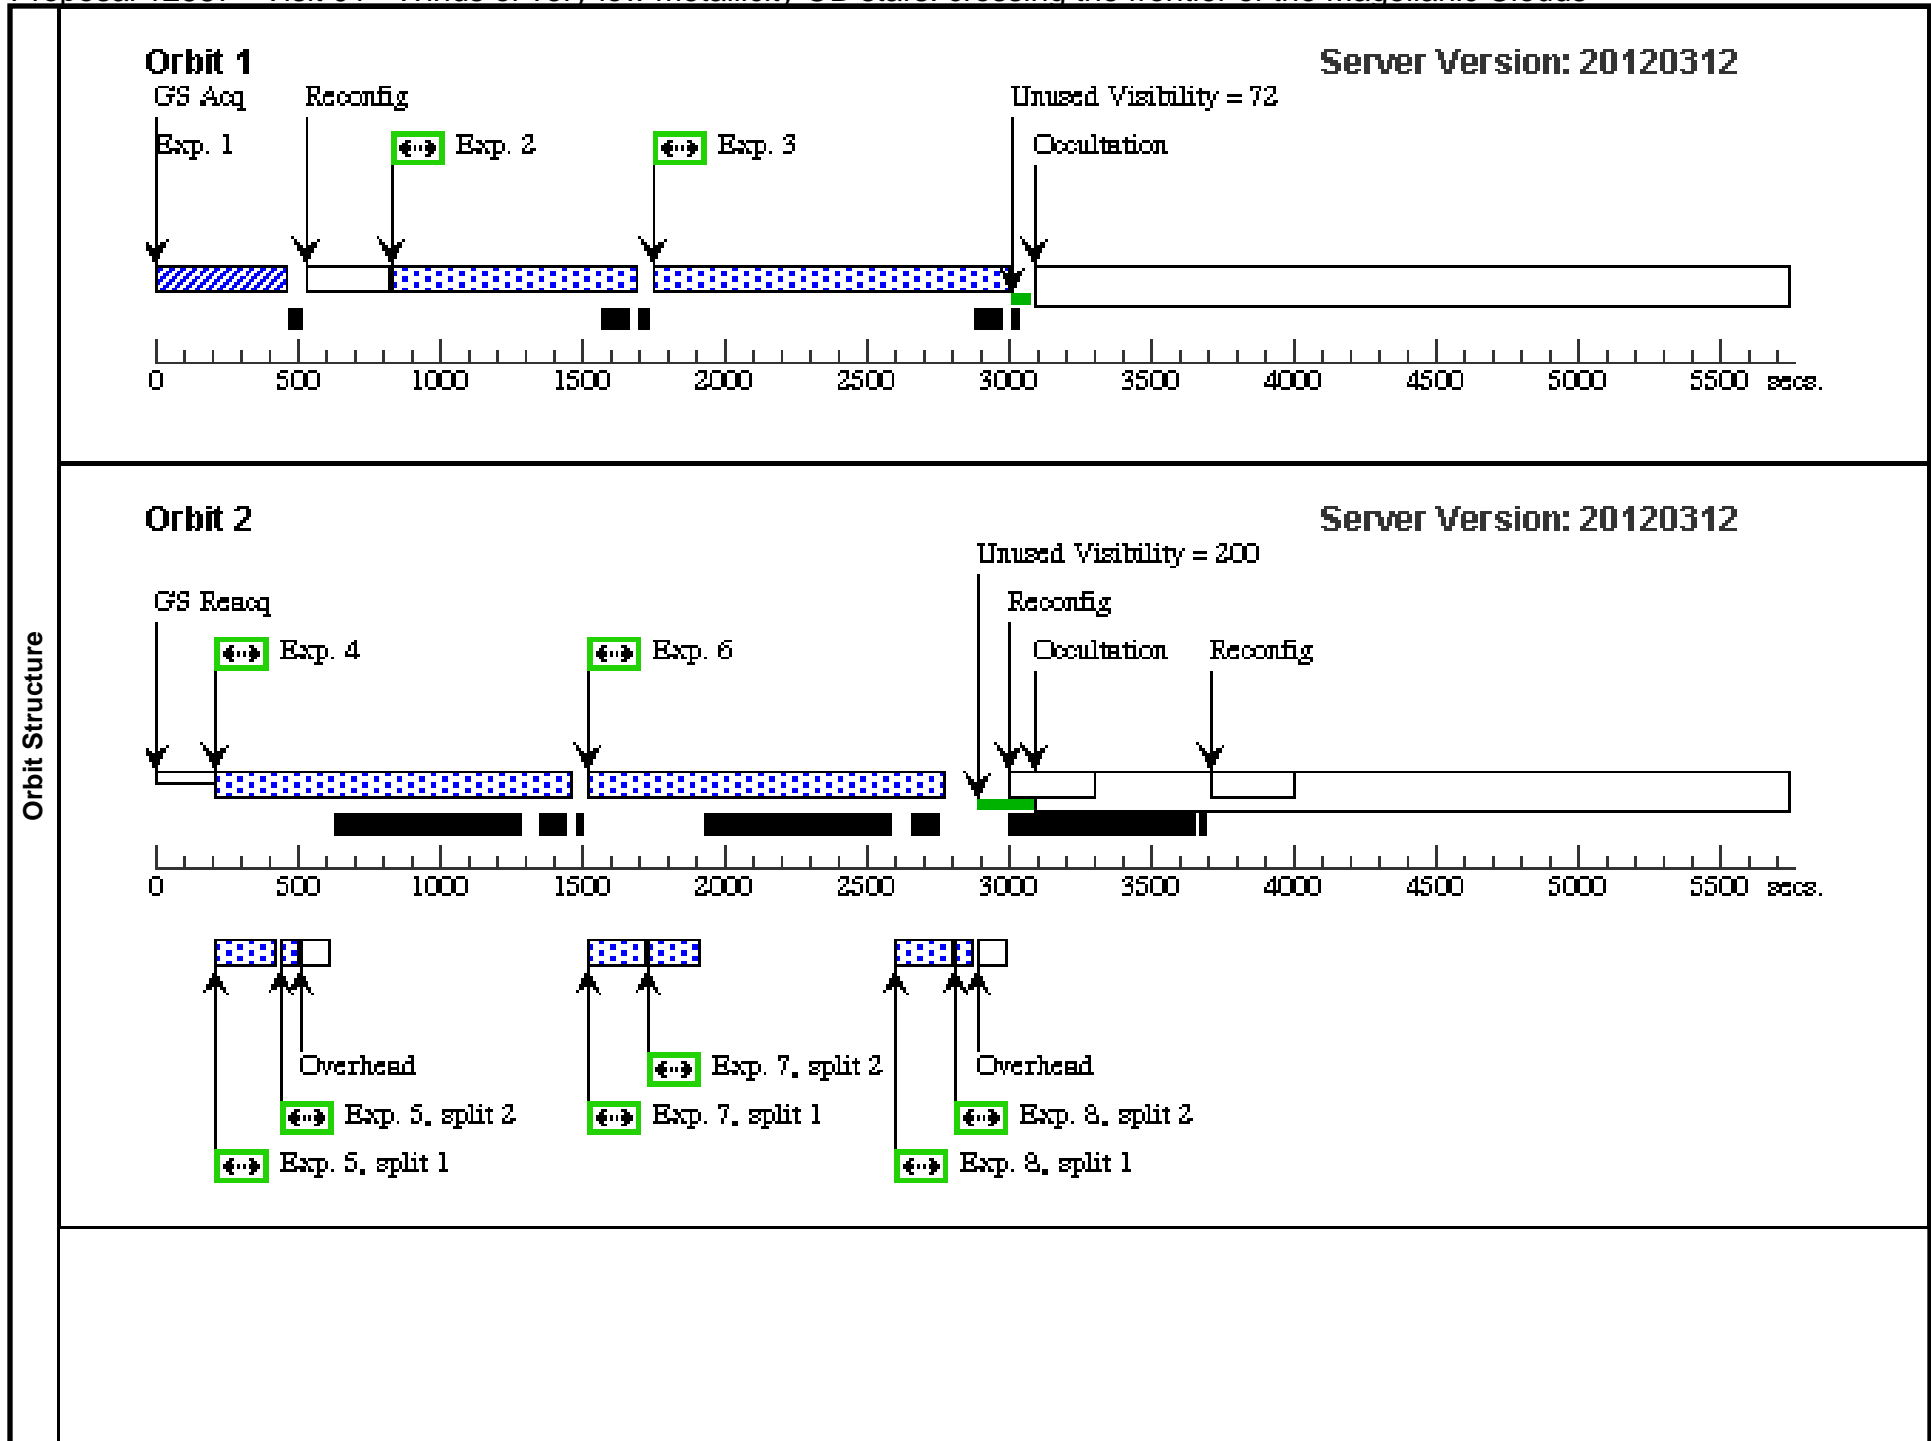 Orbit Structure
Orbit 1
Server Version: 20120312
GS Acq
Reconfig
Unused Visibility = 72
Exp. 1
Exp. 2
Exp. 3
Occultation
0 500 1000 1500 2000 2500 3000 3500 4000 4500 5000 5500 secs.
Orbit 2
Server Version: 20120312
Unused Visibility = 200
GS Reacq
Reconfig
Exp. 4
Exp. 6
Occultation
Reconfig
0 500 1000 1500 2000 2500 3000 3500 4000 4500 5000 5500 secs.
Overhead
Exp. 7, split 2
Overhead
Exp. 5, split 2
Exp. 7, split 1
Exp. 8, split 2
Exp. 5, split 1
Exp. 8, split 1